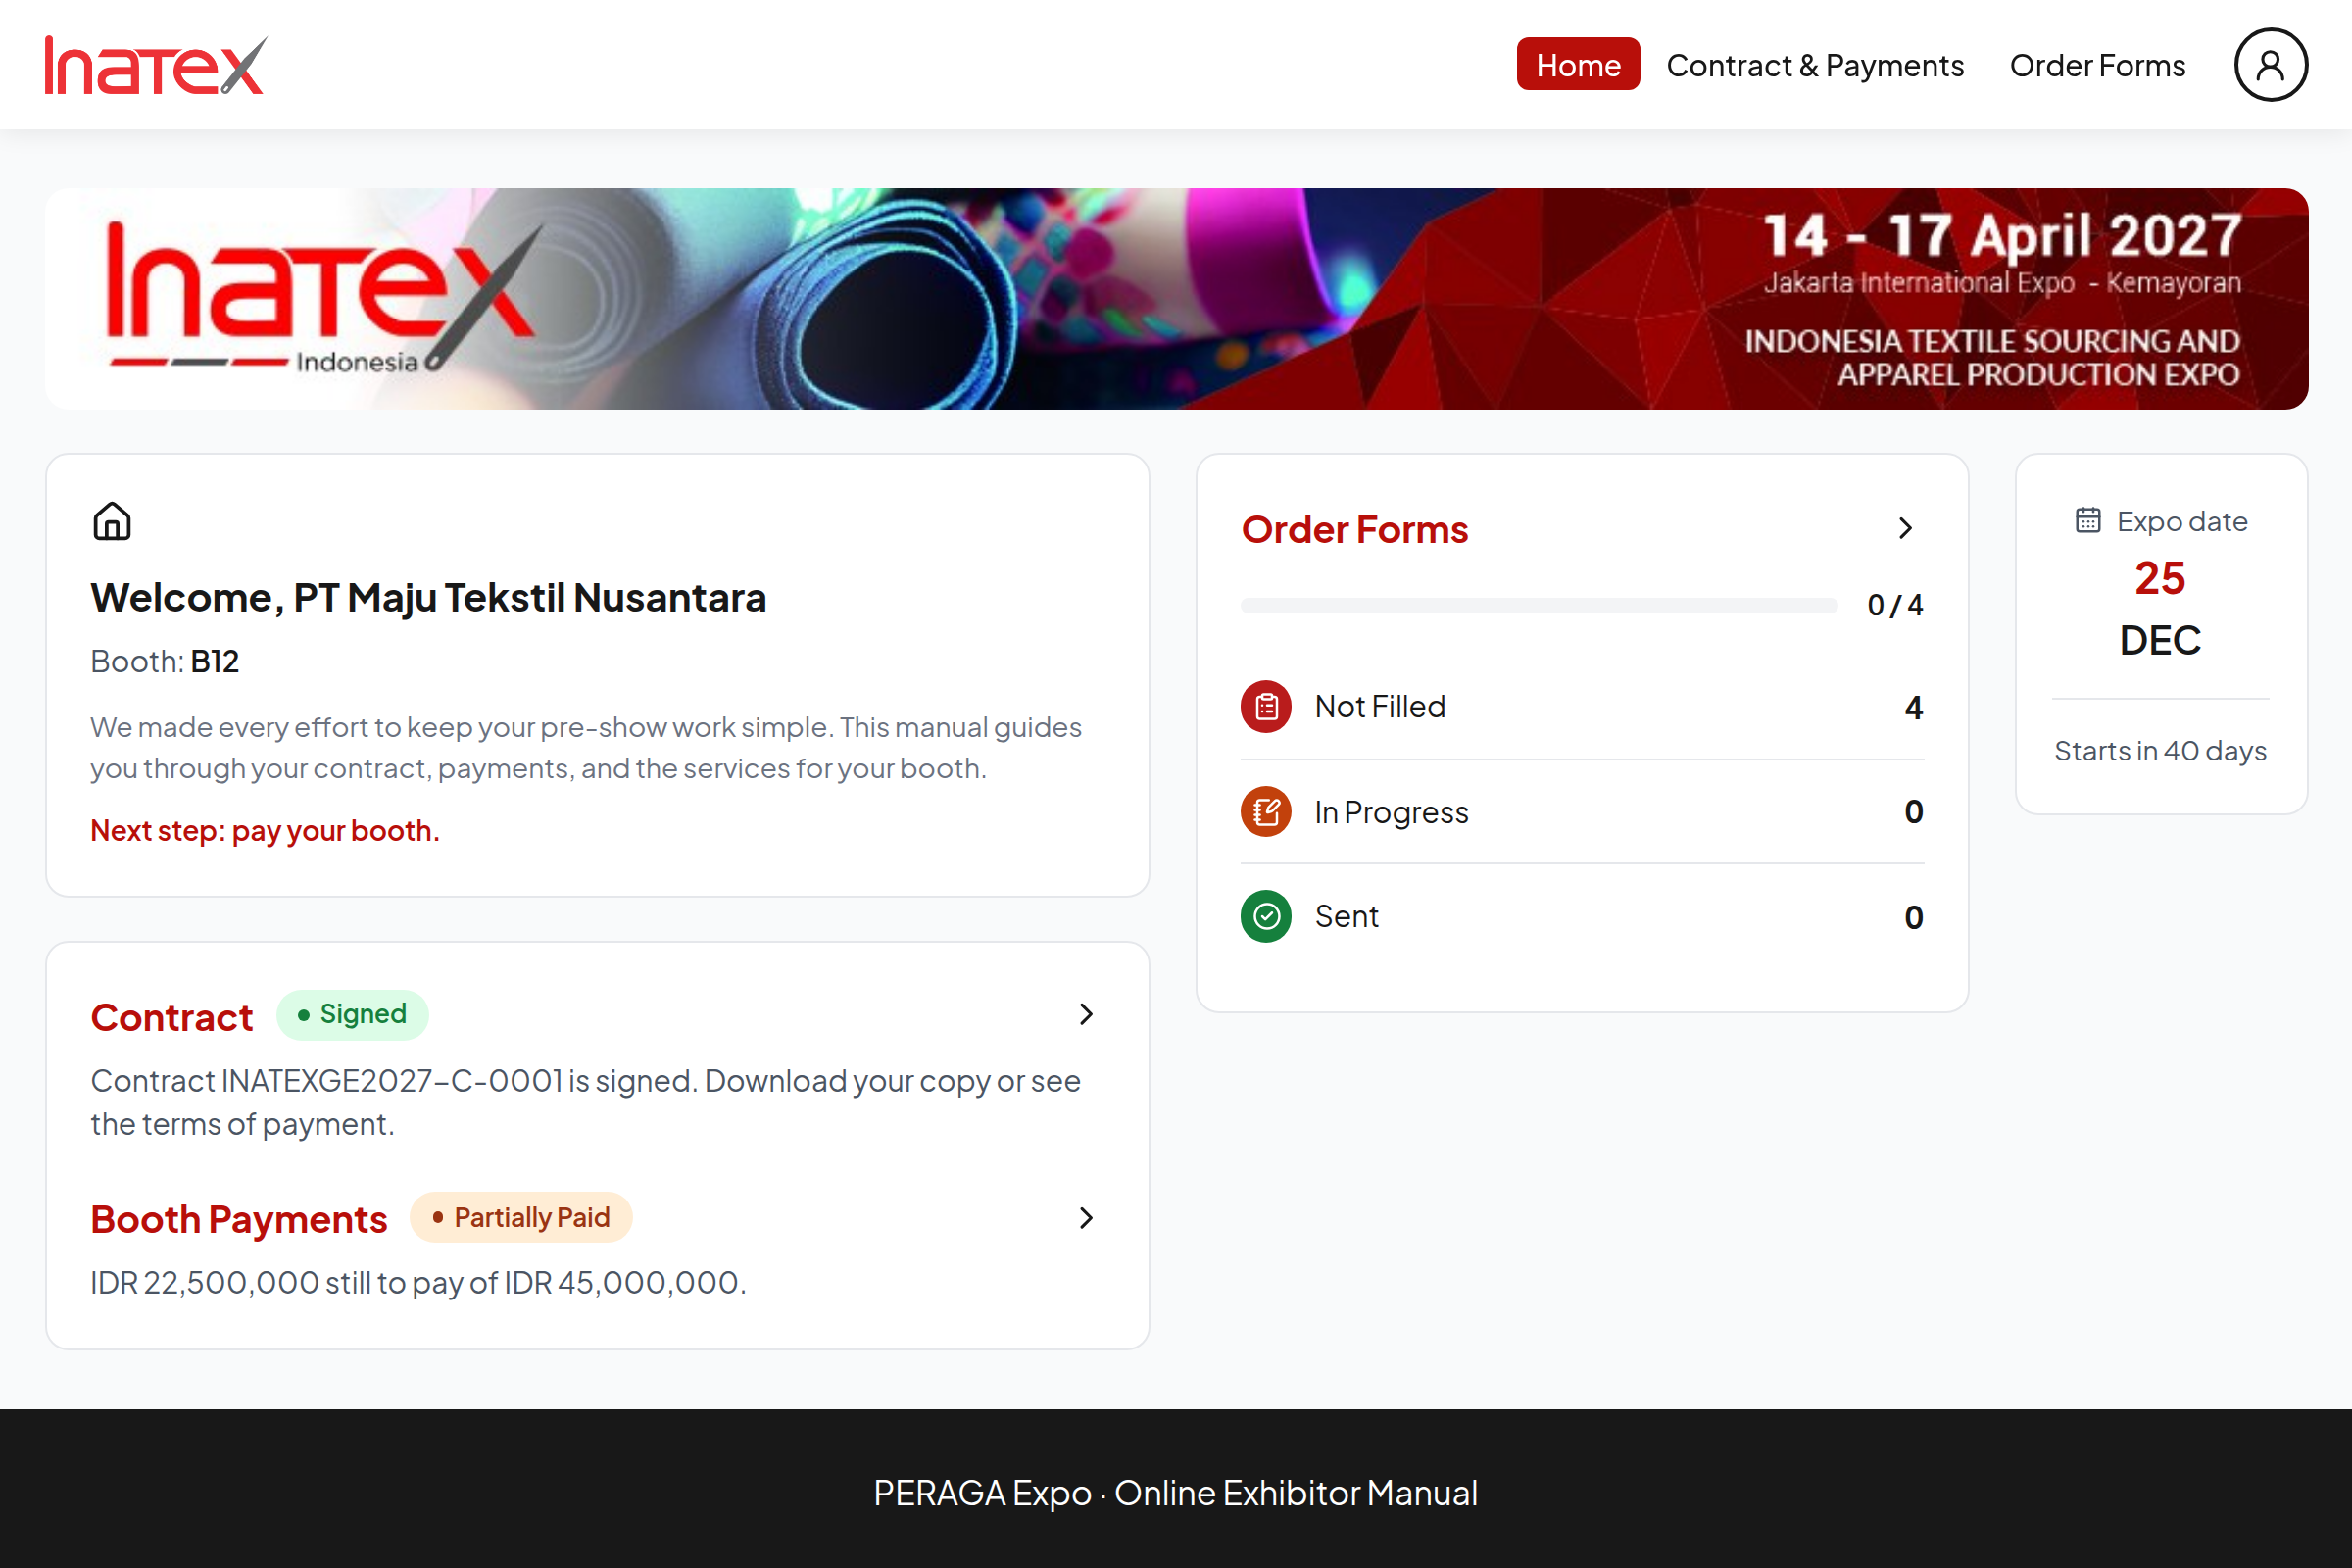 Inatex
Home
Contract & Payments
Order Forms
Inatex
Indonesia
14 - 17 April 2027
Jakarta International Expo - Kemayoran
INDONESIA TEXTILE SOURCING AND
APPAREL PRODUCTION EXPO
Welcome, PT Maju Tekstil Nusantara
Booth: B12
We made every effort to keep your pre-show work simple. This manual guides
you through your contract, payments, and the services for your booth.
Next step: pay your booth.
Contract
Signed
Contract INATEXGE2027-C-0001 is signed. Download your copy or see
the terms of payment.
Booth Payments
Partially Paid
IDR 22,500,000 still to pay of IDR 45,000,000.
Order Forms
0 / 4
Not Filled 4
In Progress 0
Sent 0
Expo date
25
DEC
Starts in 40 days
PERAGA Expo · Online Exhibitor Manual